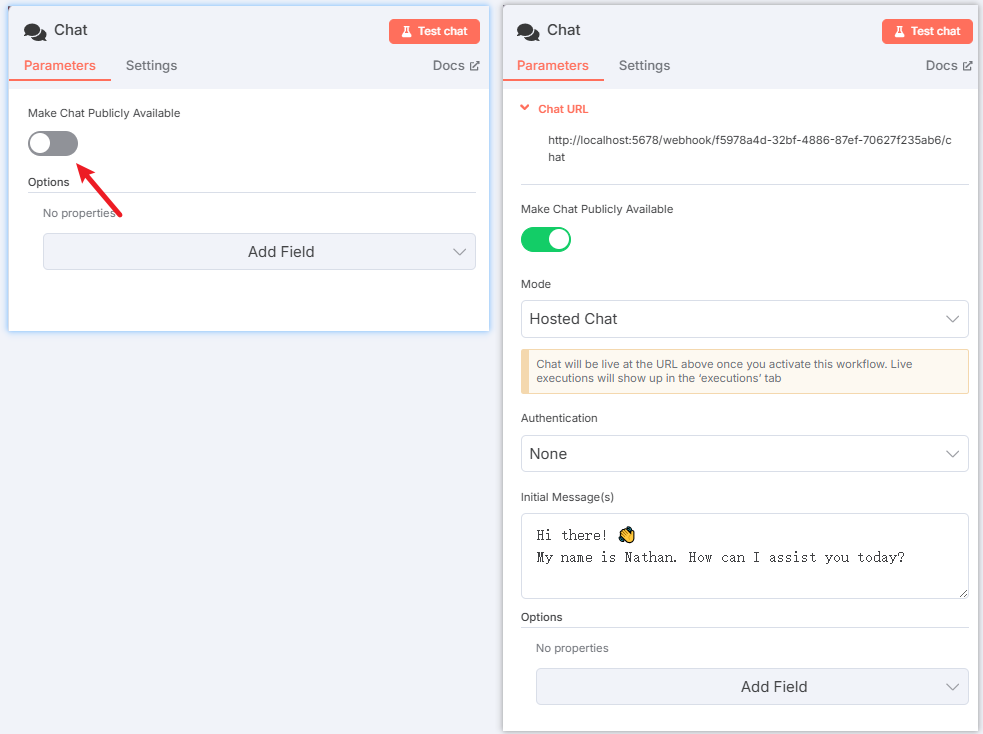 Chat
Test chat
Parameters
Settings
Docs
Make Chat Publicly Available
Options
No properties
Add Field
Chat
Test chat
Parameters
Settings
Docs
Chat URL
http://localhost:5678/webhook/f5978a4d-32bf-4886-87ef-70627f235ab6/c
hat
Make Chat Publicly Available
Mode
Hosted Chat
Chat will be live at the URL above once you activate this workflow. Live
executions will show up in the ‘executions’ tab
Authentication
None
Initial Message(s)
Hi there! 👋
My name is Nathan. How can I assist you today?
Options
No properties
Add Field